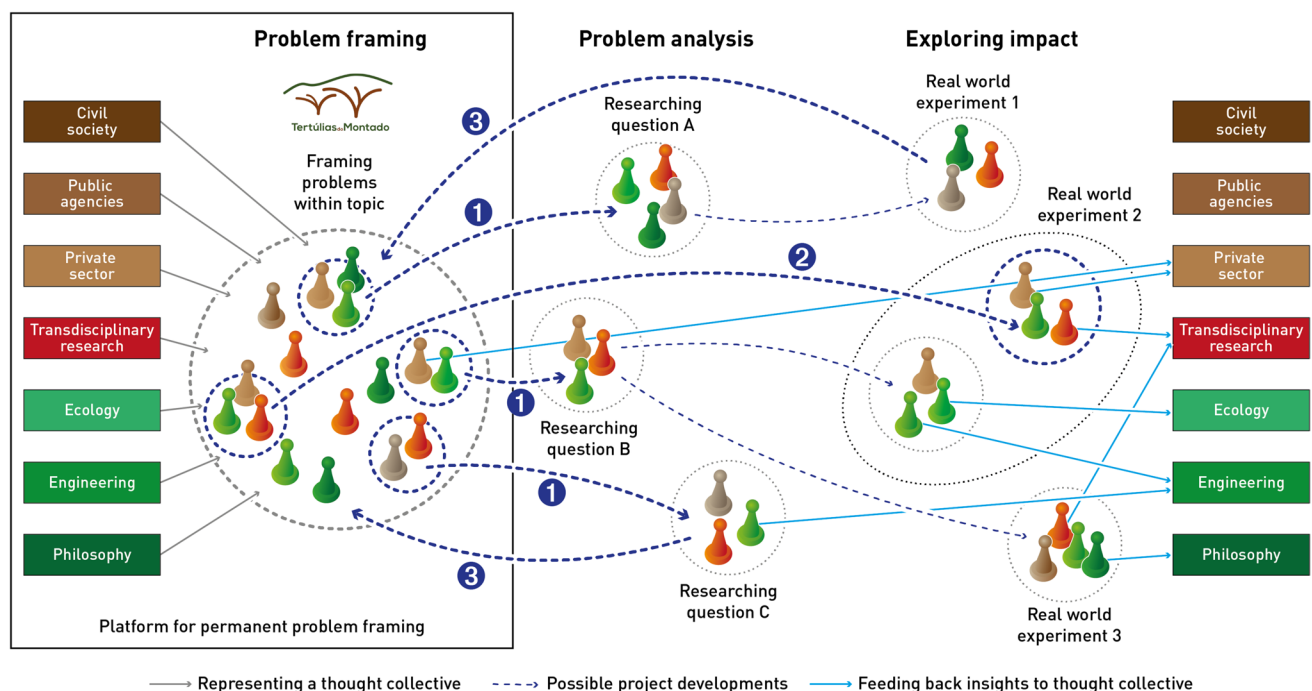 Problem framing
Problem analysis
Exploring impact
Tertúlias do Montado
Framing
problems
within topic
Civil
society
Public
agencies
Private
sector
Transdisciplinary
research
Ecology
Engineering
Philosophy
3
1
2
1
1
3
Researching
question A
Researching
question B
Researching
question C
Real world
experiment 1
Real world
experiment 2
Real world
experiment 3
Civil
society
Public
agencies
Private
sector
Transdisciplinary
research
Ecology
Engineering
Philosophy
Platform for permanent problem framing
Representing a thought collective
Possible project developments
Feeding back insights to thought collective